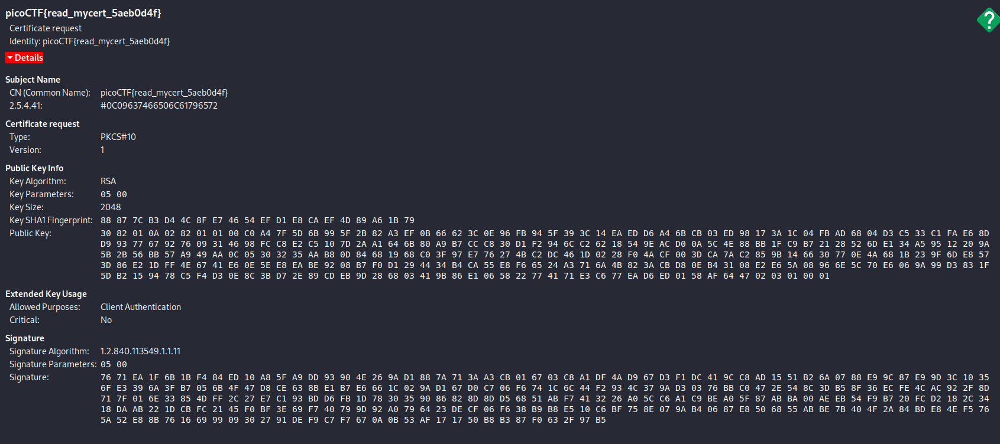 picoCTF{read_mycert_5aeb0d4f}
Certificate request
Identity: picoCTF{read_mycert_5aeb0d4f}
Details
Subject Name
CN (Common Name): picoCTF{read_mycert_5aeb0d4f}
2.5.4.41: #0C09637466506C61796572
Certificate request
Type: PKCS#10
Version: 1
Public Key Info
Key Algorithm: RSA
Key Parameters: 05 00
Key Size: 2048
Key SHA1 Fingerprint: 88 87 7C B3 D4 4C 8F E7 46 54 EF D1 E8 CA EF 4D 89 A6 1B 79
Public Key: 30 82 01 0A 02 82 01 01 00 C0 A4 7F 5D 6B 99 5F 2B 82 A3 EF 0B 66 62 3C 0E 96 FB 94 5F 39 3C 14 EA ED D6 A4 6B CB 03 ED 98 17 3A 1C 04 FB AD 68 04 D3 C5 33 C1 FA E6 8D
D9 93 77 67 92 76 09 31 46 98 FC C8 E2 C5 10 7D 2A A1 64 6B 80 A9 B7 CC C8 30 D1 F2 94 6C C2 62 18 54 9E AC D0 0A 5C 4E 88 BB 1F C9 B7 21 28 52 6D E1 34 A5 95 12 20 9A
5B 2B 56 BB 57 A9 49 AA 0C 05 30 32 35 AA B8 0D 84 68 19 68 C0 3F 97 E7 76 27 4B C2 DC 46 1D 02 28 F0 4A CF 00 3D CA 7A C2 85 9B 14 66 30 77 0E 4A 68 1B 23 9F 6D E8 57
3D 86 E2 1D FF 4E 67 41 E6 0E 5E E8 EA BE 92 08 B7 F0 D1 29 44 34 B4 CA 55 E8 F6 65 24 A3 71 6A 4B 82 3A CB D8 0E B4 31 08 E2 E6 5A 08 96 6E 5C 70 E6 06 9A 99 D3 83 1F
5D B2 15 94 78 C5 F4 D3 0E 8C 3B D7 2E 89 CD EB 9D 28 68 03 41 9B 86 E1 06 58 22 77 41 71 E3 C6 77 EA D6 ED 01 58 AF 64 47 02 03 01 00 01
Extended Key Usage
Allowed Purposes: Client Authentication
Critical: No
Signature
Signature Algorithm: 1.2.840.113549.1.1.11
Signature Parameters: 05 00
Signature: 76 71 EA 1F 6B 1B F4 84 ED 10 A8 5F A9 DD 93 90 4E 26 9A D1 88 7A 71 3A A3 CB 01 67 03 C8 A1 DF 4A D9 67 D3 F1 DC 41 9C C8 AD 15 51 B2 6A 07 88 E9 9C 87 E9 9D 3C 10 35
6F E3 39 6A 3F B7 05 6B 4F 47 D8 CE 63 8B E1 B7 E6 66 1C 02 9A D1 67 D0 C7 06 F6 74 1C 6C 44 F2 93 4C 37 9A D3 03 76 BB C0 47 2E 54 8C 3D B5 8F 36 EC FE 4C AC 92 2F 8D
71 7F 01 6E 33 85 4D FF 2C 27 E7 C1 93 BD D6 FB 1D 78 30 35 90 86 82 8D 8D D5 68 51 AB F7 41 32 26 A0 5C C6 A1 C9 BE A0 5F 87 AB BA 00 AE EB 54 F9 B7 20 FC D2 18 2C 34
18 DA AB 22 1D CB FC 21 45 F0 BF 3E 69 F7 40 79 9D 92 A0 79 64 23 DE CF 06 F6 38 B9 B8 E5 10 C6 BF 75 8E 07 9A B4 06 87 E8 50 68 55 AB BE 7B 40 4F 2A 84 BD E8 4E F5 76
5A 52 E8 8B 76 16 69 99 09 30 27 91 DE F9 C7 F7 67 0A 0B 53 AF 17 17 50 B8 B3 87 F0 63 2F 97 B5